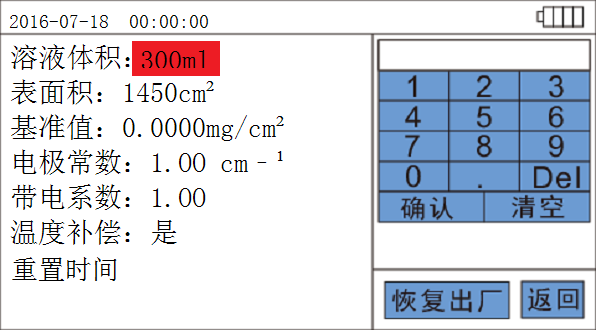 2016-07-18 00:00:00
溶液体积：300ml
表面积：1450cm²
基准值：0.0000mg/cm²
电极常数：1.00 cm-¹
带电系数：1.00
温度补偿：是
重置时间
1 2 3
4 5 6
7 8 9
0 . Del
确认 清空
恢复出厂 返回